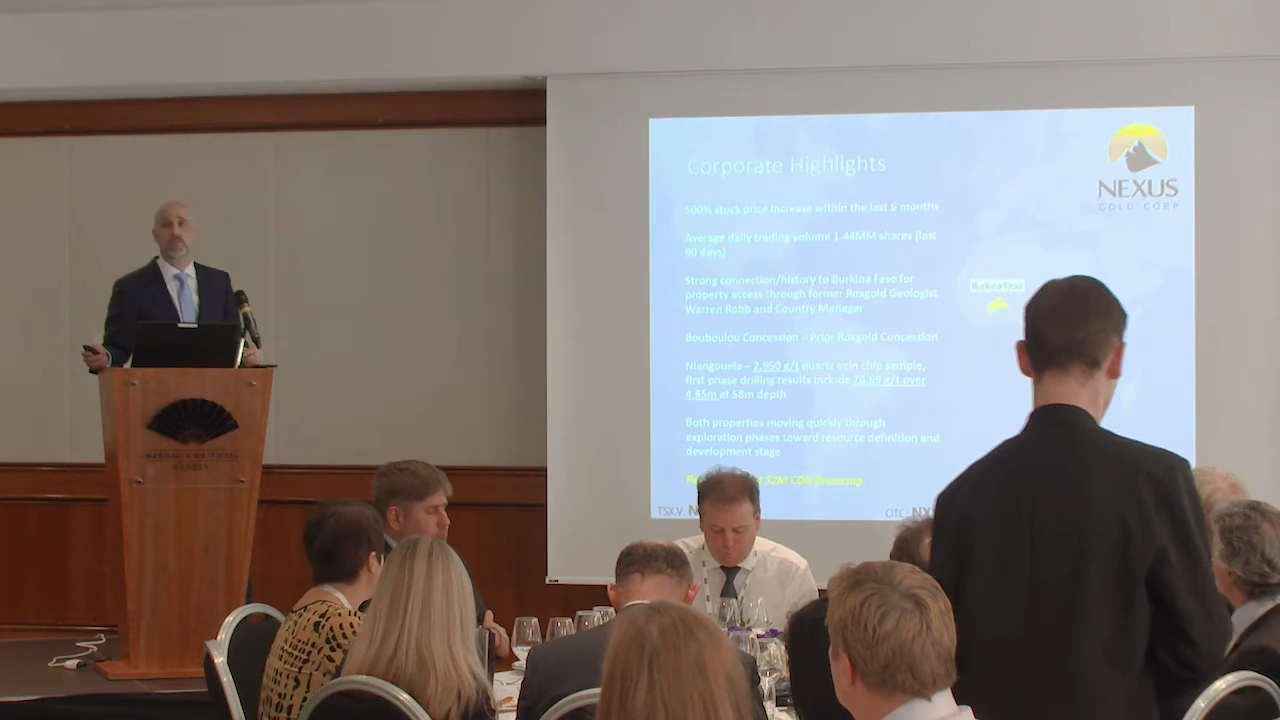 Corporate Highlights
NEXUS
GOLD CORP
500% stock price increase within the last 6 months
Average daily trading volume 1.44MM shares (last
90 days)
Strong connection/history to Burkina Faso for
property access through former Roxgold Geologist
Warren Robb and Country Manager
Burkina Faso
Bouboulou Concession – Prior Roxgold Concession
Niangouela – 2,950 g/t quartz vein chip sample,
first phase drilling results include 26.69 g/t over
4.85m at 58m depth
Both properties moving quickly through
exploration phases toward resource definition and
development stage
$2M CDN financing
TSX.V:
OTC:
MANDARIN ORIENTAL